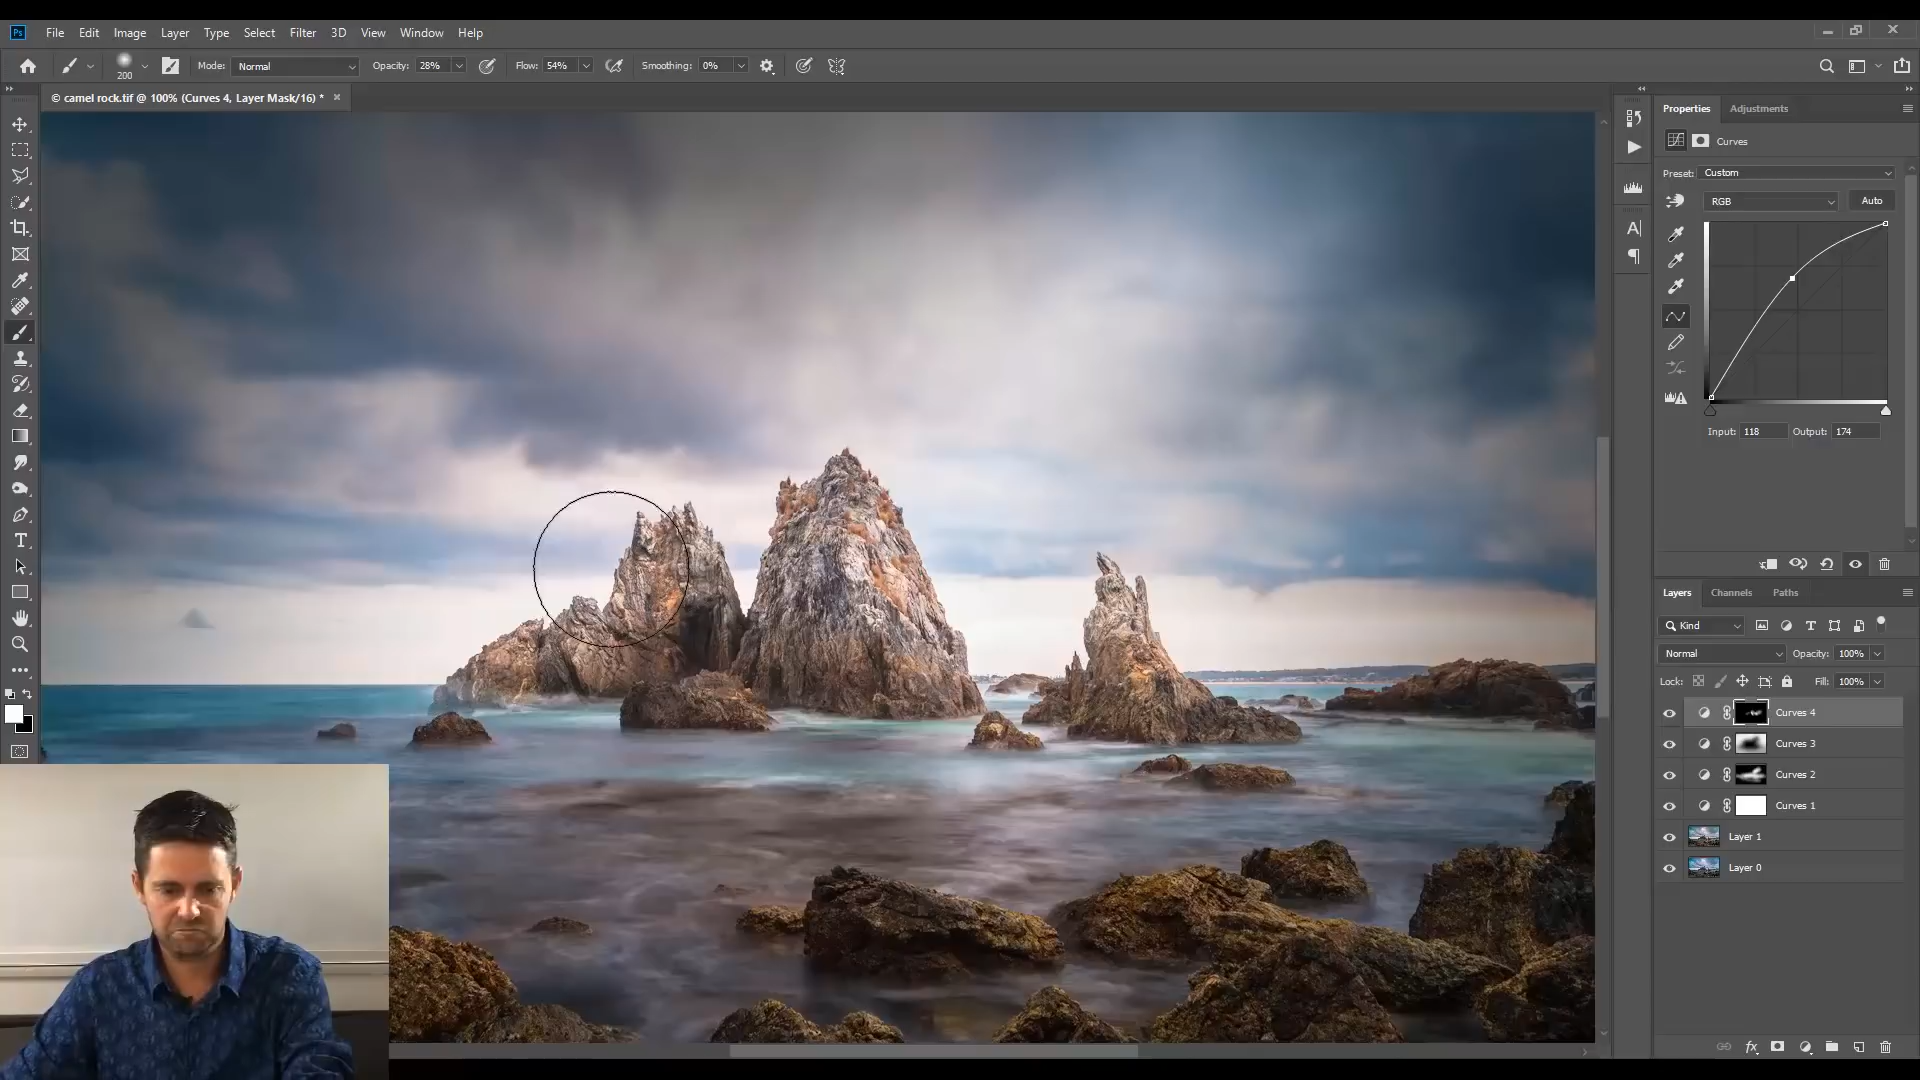 Ps File Edit Image Layer Type Select Filter 3D View Window Help
200 Mode: Normal Opacity: 28% Flow: 54% Smoothing: 0%
© camel rock.tif @ 100% (Curves 4, Layer Mask/16) *
Properties Adjustments
Curves
Preset: Custom
RGB Auto
Input: 118 Output: 174
Layers Channels Paths
Kind
Normal Opacity: 100%
Lock: Fill: 100%
Curves 4
Curves 3
Curves 2
Curves 1
Layer 1
Layer 0
fx